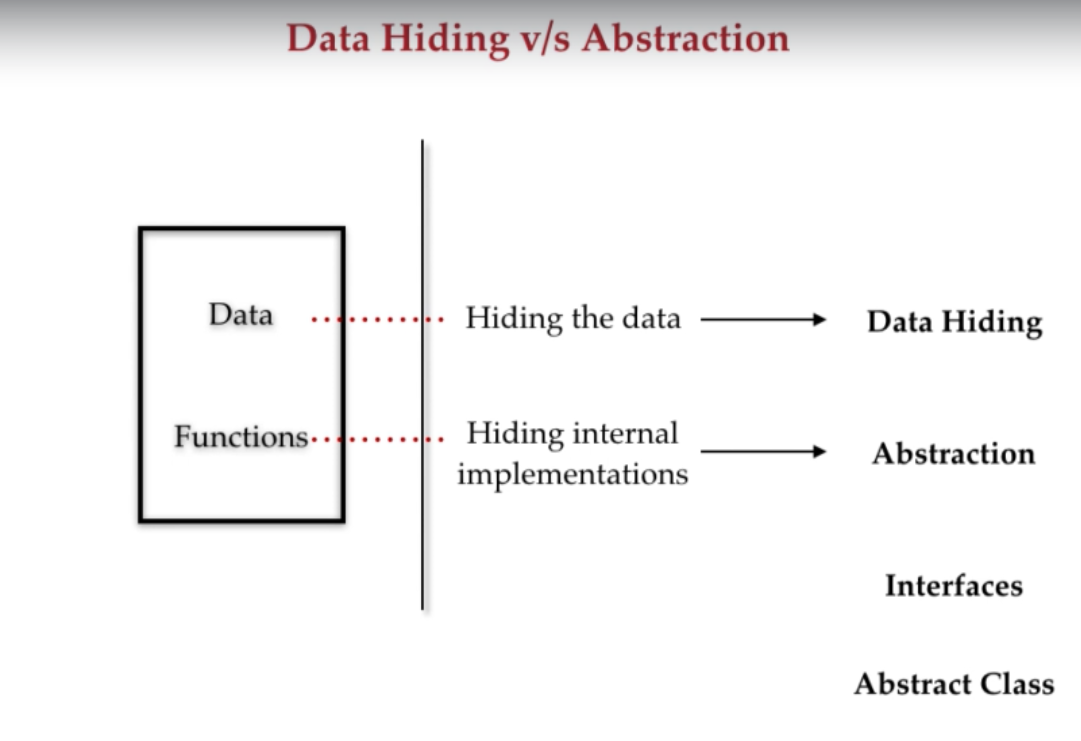 Data Hiding v/s Abstraction
Data
Hiding the data
Data Hiding
Functions
Hiding internal
implementations
Abstraction
Interfaces
Abstract Class